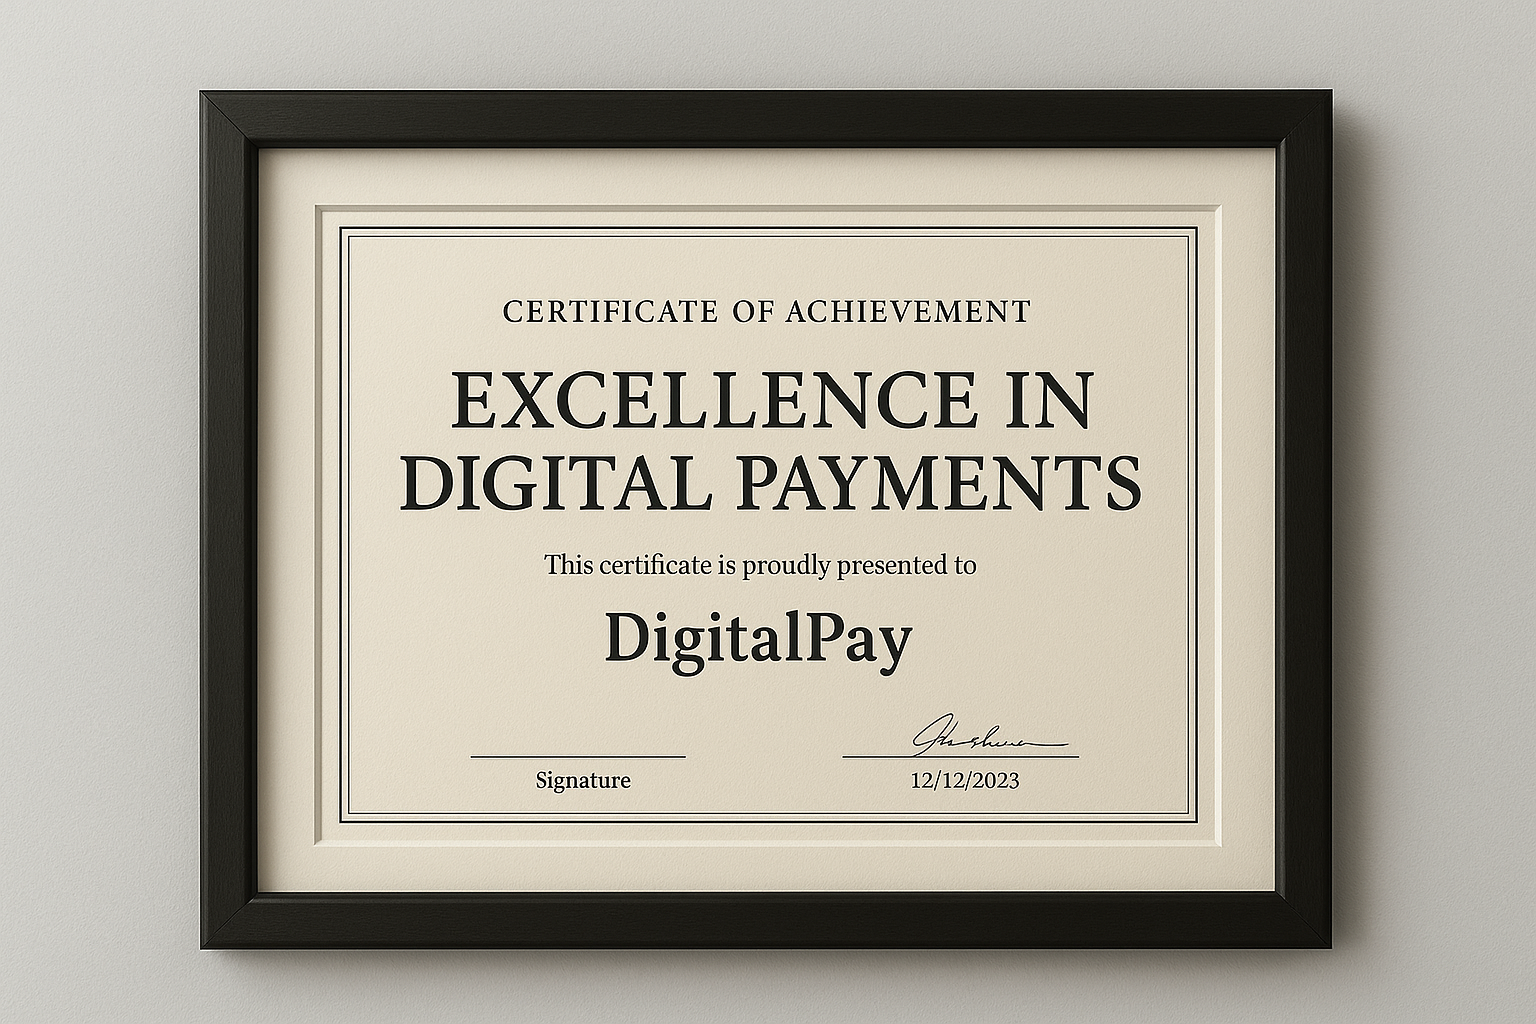 CERTIFICATE OF ACHIEVEMENT
EXCELLENCE IN
DIGITAL PAYMENTS
This certificate is proudly presented to
DigitalPay
Signature
12/12/2023